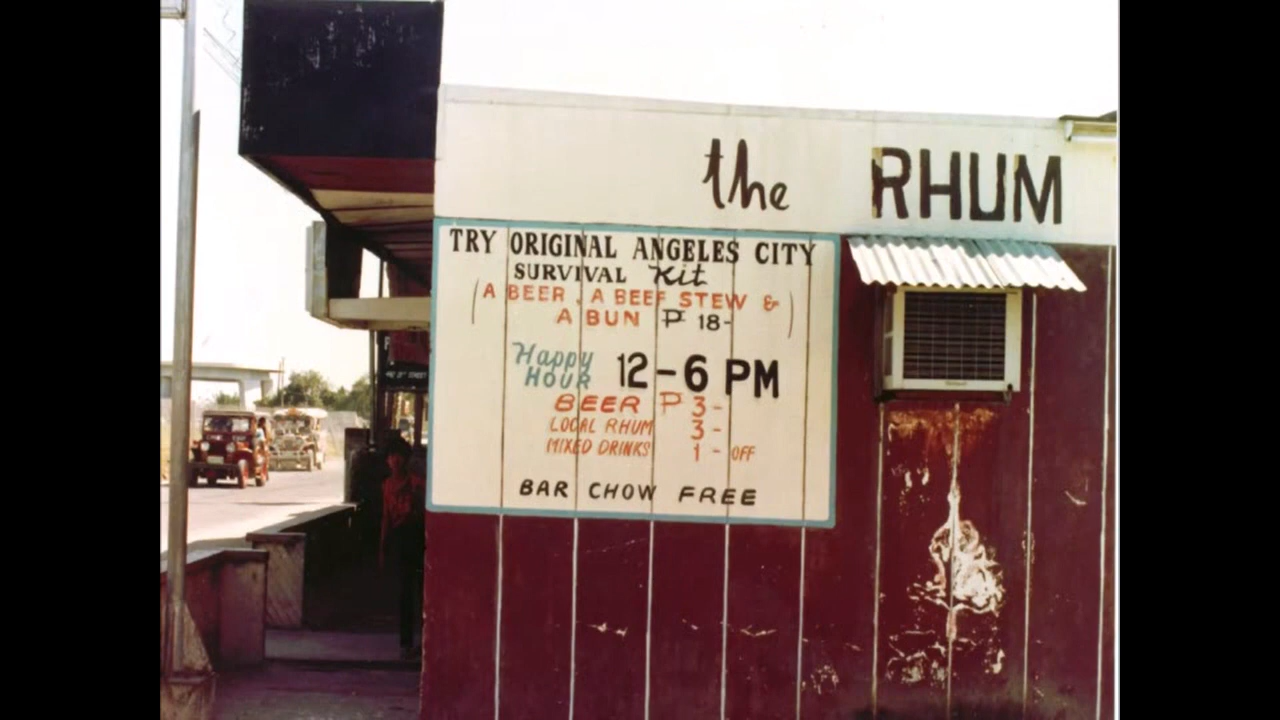 the RHUM
TRY ORIGINAL ANGELES CITY
SURVIVAL Kit
(A BEER, A BEEF STEW &
A BUN ₱ 18-)
Happy
HOUR 12-6 PM
BEER ₱ 3-
LOCAL RHUM 3-
MIXED DRINKS 1- OFF
BAR CHOW FREE